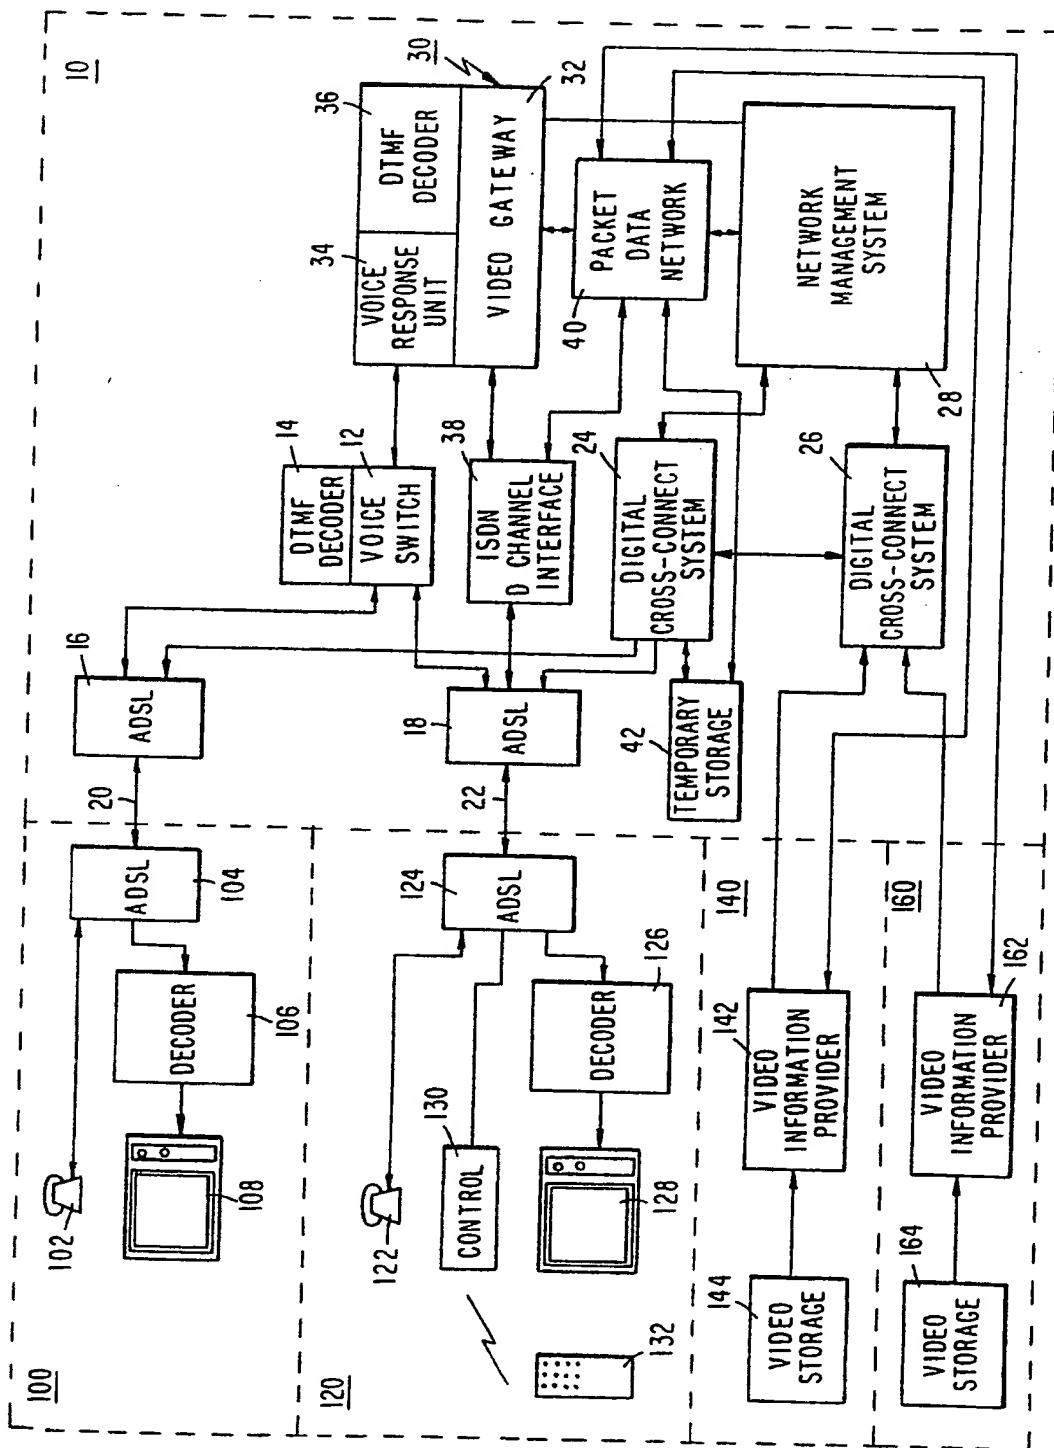 10
36
DTMF
DECODER
30
34
VOICE
RESPONSE
UNIT
VIDEO GATEWAY
32
14
DTMF
DECODER
12
VOICE
SWITCH
16
ADSL
20
38
ISDN
D CHANNEL
INTERFACE
18
ADSL
22
40
PACKET
DATA
NETWORK
24
DIGITAL
CROSS-CONNECT
SYSTEM
42
TEMPORARY
STORAGE
NETWORK
MANAGEMENT
SYSTEM
28
26
DIGITAL
CROSS-CONNECT
SYSTEM
100
102
ADSL
104
DECODER
106
108
120
122
124
ADSL
130
CONTROL
DECODER
126
128
132
140
142
VIDEO
INFORMATION
PROVIDER
144
VIDEO
STORAGE
160
162
VIDEO
INFORMATION
PROVIDER
164
VIDEO
STORAGE